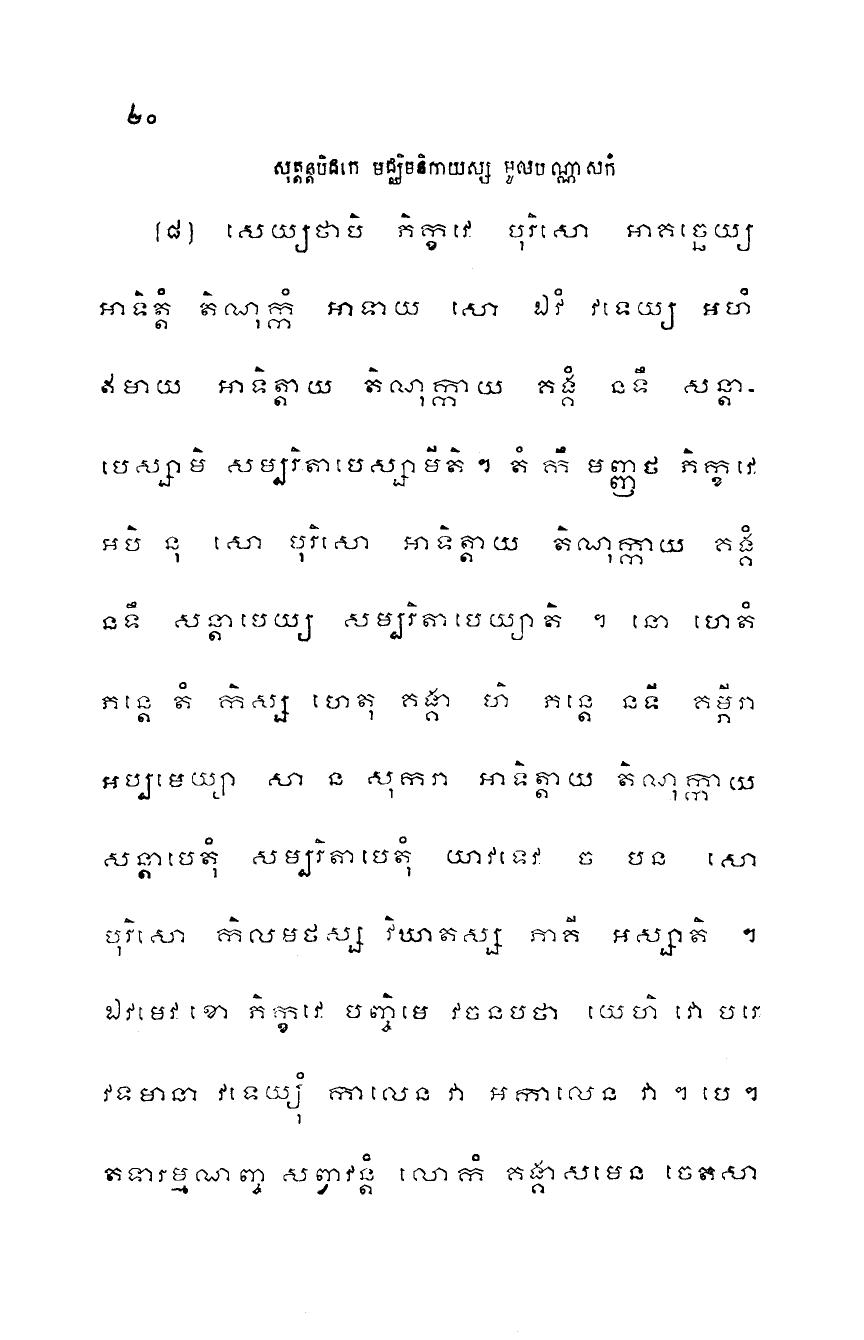 ២០
សុត្តន្តបិដកេ មជ្ឈិមនិកាយស្ស មូលបណ្ណាសកំ
[៨] សេយ្យថាបិ ភិក្ខវេ បុរិសោ អាគច្ឆេយ្យ
អាទិត្តំ តិណុក្កំ អាទាយ សោ ឯវំ វទេយ្យ អហំ
ឥមាយ អាទិត្តាយ តិណុក្កាយ គង្គំ នទឹ សន្តា-
បេស្សាមិ សម្បរិតាបេស្សាមីតិ ។ តំ កឹ មញ្ញថ ភិក្ខវេ
អបិ នុ សោ បុរិសោ អាទិត្តាយ តិណុក្កាយ គង្គំ
នទឹ សន្តាបេយ្យ សម្បរិតាបេយ្យាតិ ។ នោ ហេតំ
ភន្តេ តំ កិស្ស ហេតុ គង្គា ហិ ភន្តេ នទី គម្ភីរា
អប្បមេយ្យា សា ន សុករា អាទិត្តាយ តិណុក្កាយ
សន្តាបេតុំ សម្បរិតាបេតុំ យាវទេវ ច បន សោ
បុរិសោ កិលមថស្ស វិឃាតស្ស ភាគី អស្សាតិ ។
ឯវមេវ ខោ ភិក្ខវេ បញ្ចិមេ វចនបថា យេហិ វោ បរេ
វទមានា វទេយ្យុំ កាលេន វា អកាលេន វា ។ បេ ។
តទារម្មណញ្ច សព្វាវន្តំ លោកំ គង្គាសមេន ចេតសា